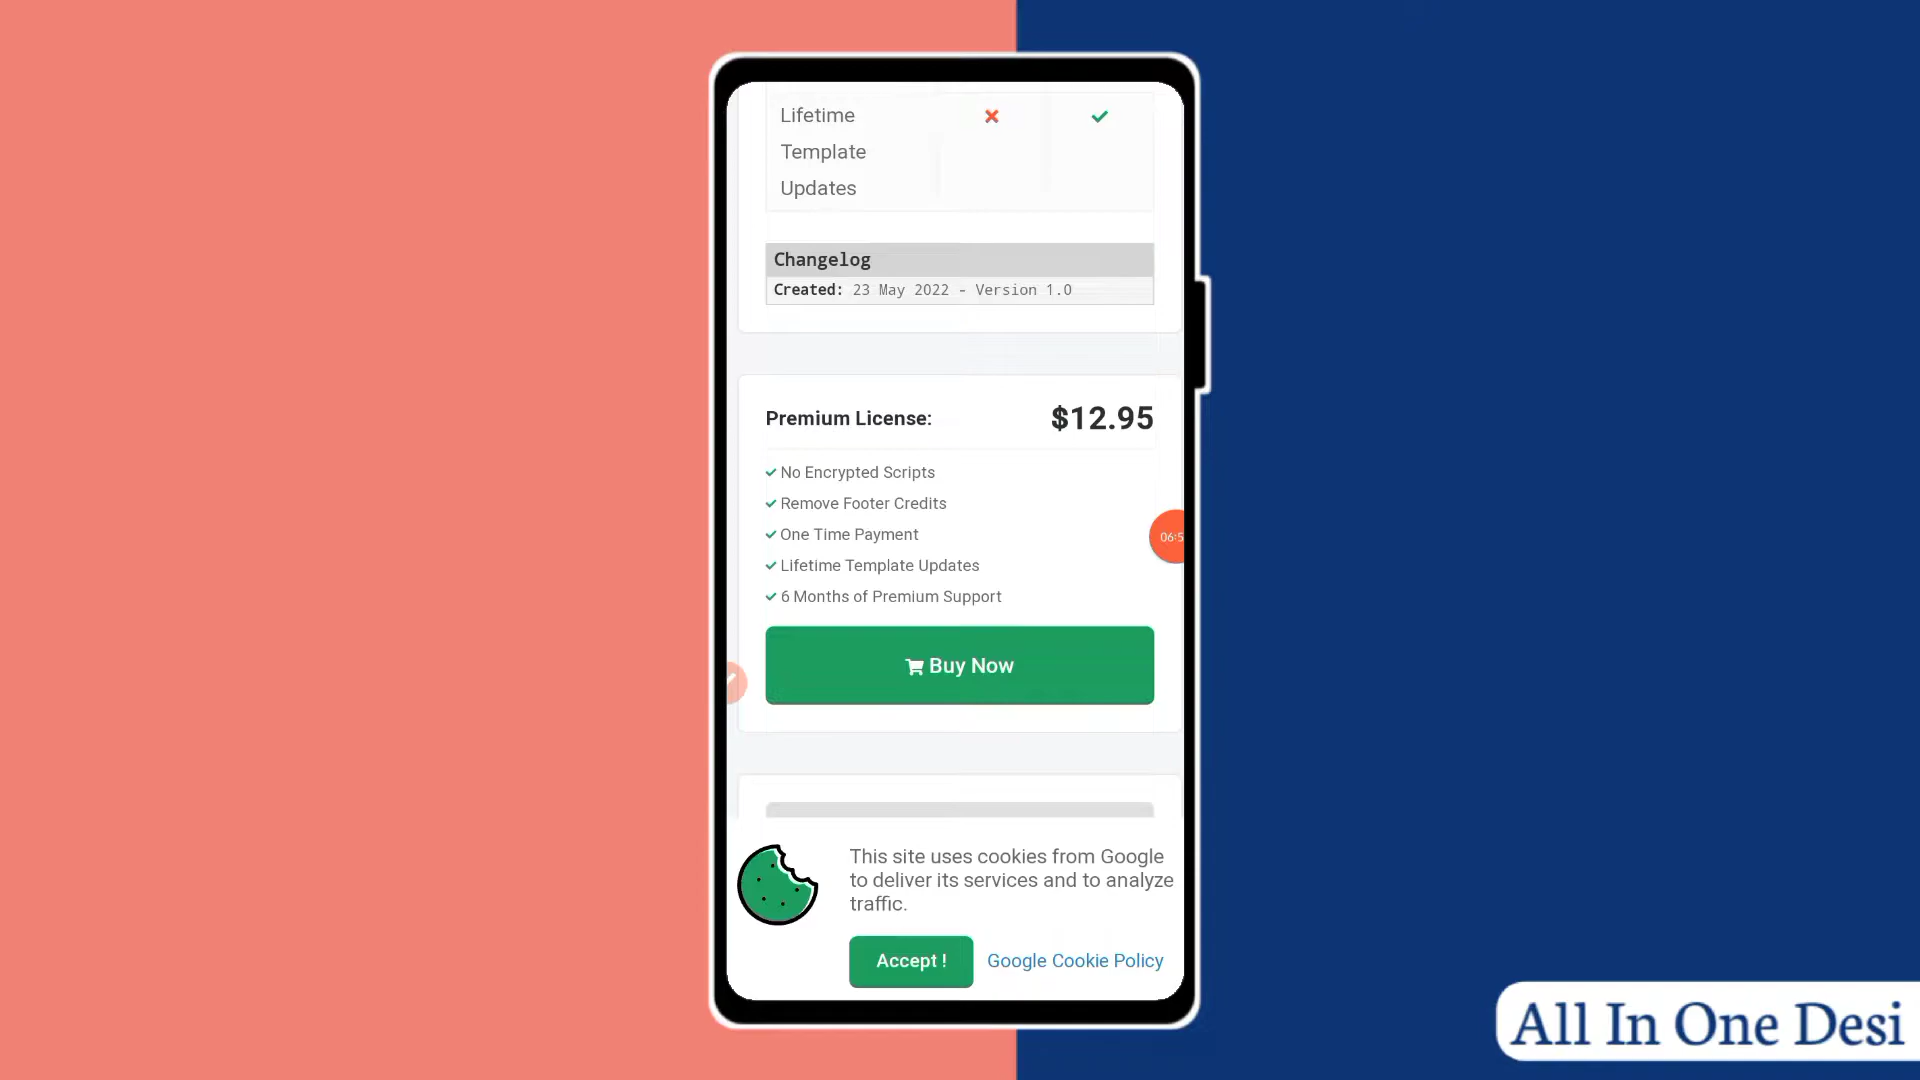 Lifetime
Template
Updates
Changelog
Created: 23 May 2022 - Version 1.0
Premium License: $12.95
No Encrypted Scripts
Remove Footer Credits
One Time Payment
Lifetime Template Updates
6 Months of Premium Support
06:5
Buy Now
This site uses cookies from Google
to deliver its services and to analyze
traffic.
Accept ! Google Cookie Policy
All In One Desi